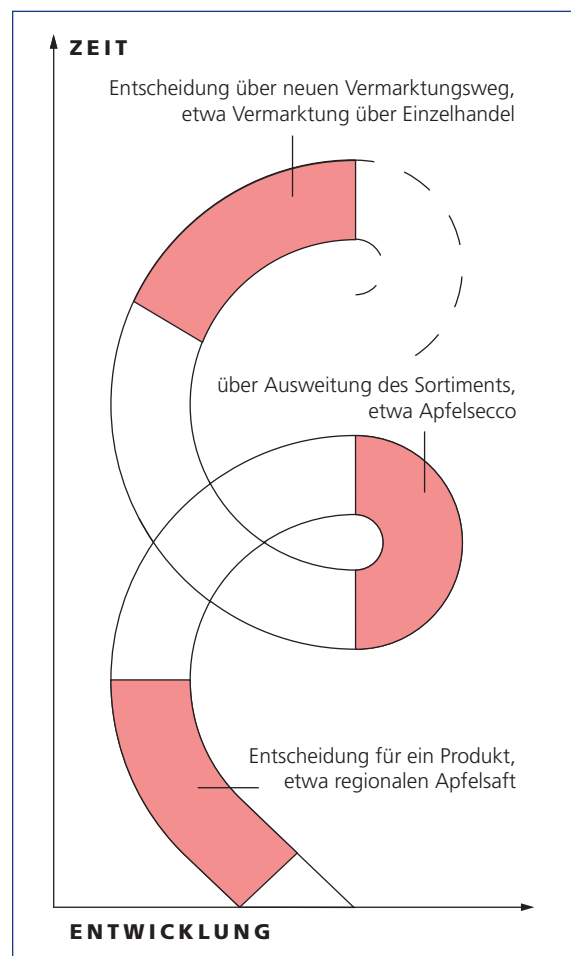 ZEIT
Entscheidung über neuen Vermarktungsweg,
etwa Vermarktung über Einzelhandel
über Ausweitung des Sortiments,
etwa Apfelsecco
Entscheidung für ein Produkt,
etwa regionalen Apfelsaft
ENTWICKLUNG